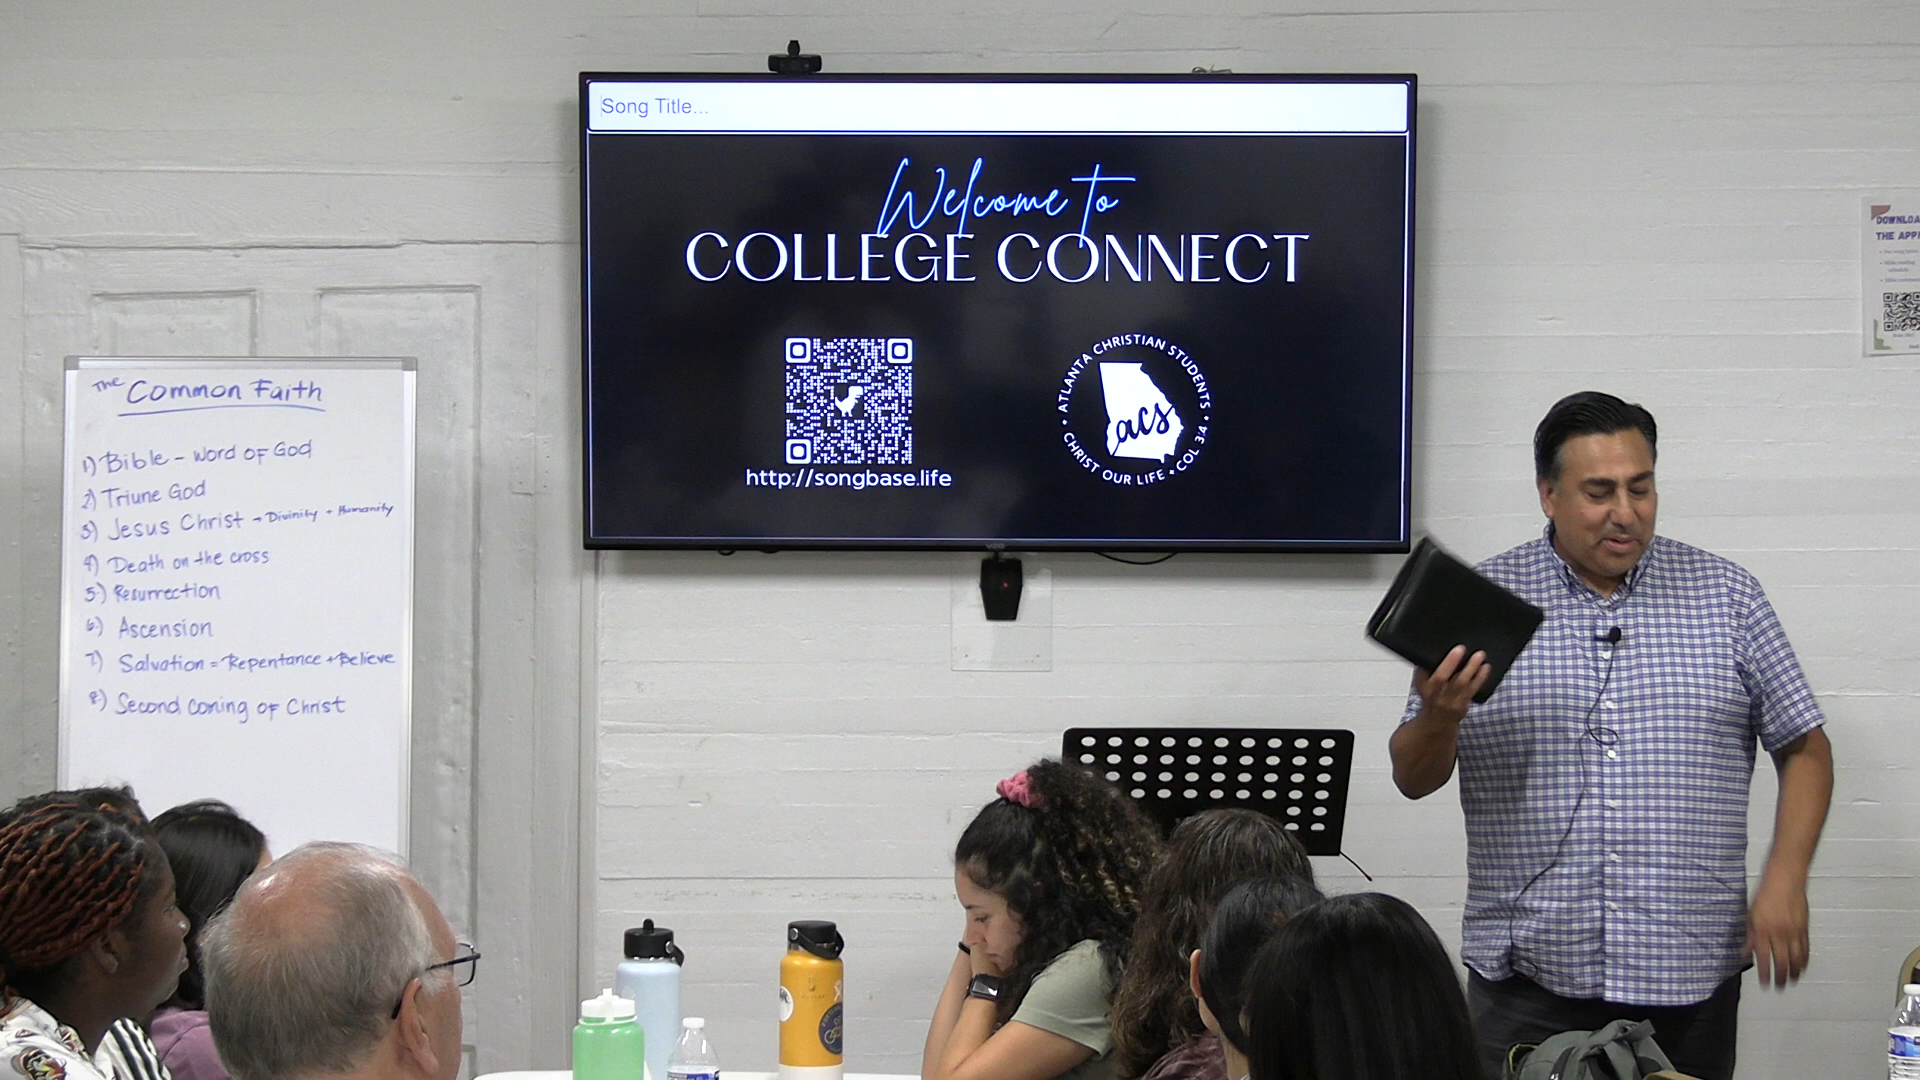 Song Title...
Welcome to
COLLEGE CONNECT
http://songbase.life
• ATLANTA CHRISTIAN STUDENTS •
acs
CHRIST OUR LIFE • COL 3:4
The Common Faith
1) Bible - Word of God
2) Triune God
3) Jesus Christ → Divinity + Humanity
4) Death on the cross
5) Resurrection
6) Ascension
7) Salvation = Repentance + Believe
8) Second coming of Christ
DOWNLOA
THE APP